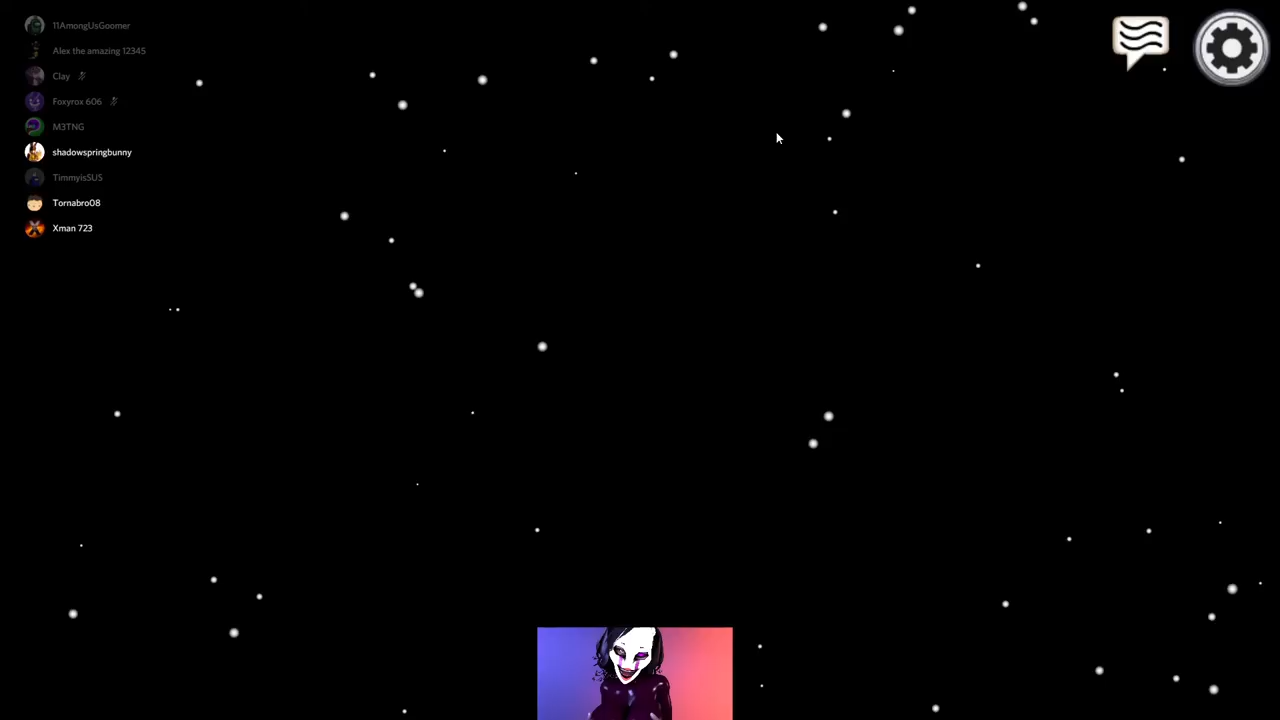 11AmongUsGoomer
Alex the amazing 12345
Clay
Foxyrox 606
M3TNG
shadowspringbunny
TimmyisSUS
Tornabro08
Xman 723